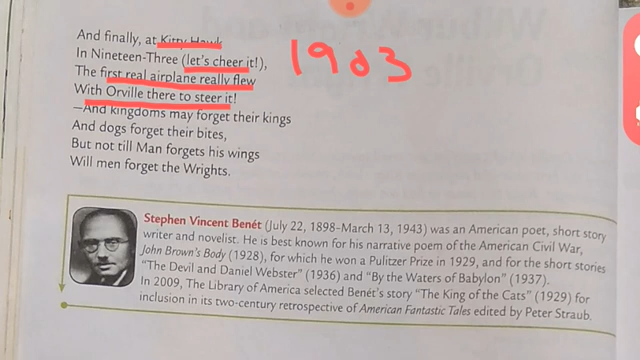 And finally, at Kitty Hawk
In Nineteen-Three (let's cheer it!),
1903
The first real airplane really flew
With Orville there to steer it!
—And kingdoms may forget their kings
And dogs forget their bites,
But not till Man forgets his wings
Will men forget the Wrights.
Stephen Vincent Benét (July 22, 1898–March 13, 1943) was an American poet, short story
writer and novelist. He is best known for his narrative poem of the American Civil War,
John Brown's Body (1928), for which he won a Pulitzer Prize in 1929, and for the short stories
"The Devil and Daniel Webster" (1936) and "By the Waters of Babylon" (1937).
In 2009, The Library of America selected Benét's story "The King of the Cats" (1929) for
inclusion in its two-century retrospective of American Fantastic Tales edited by Peter Straub.